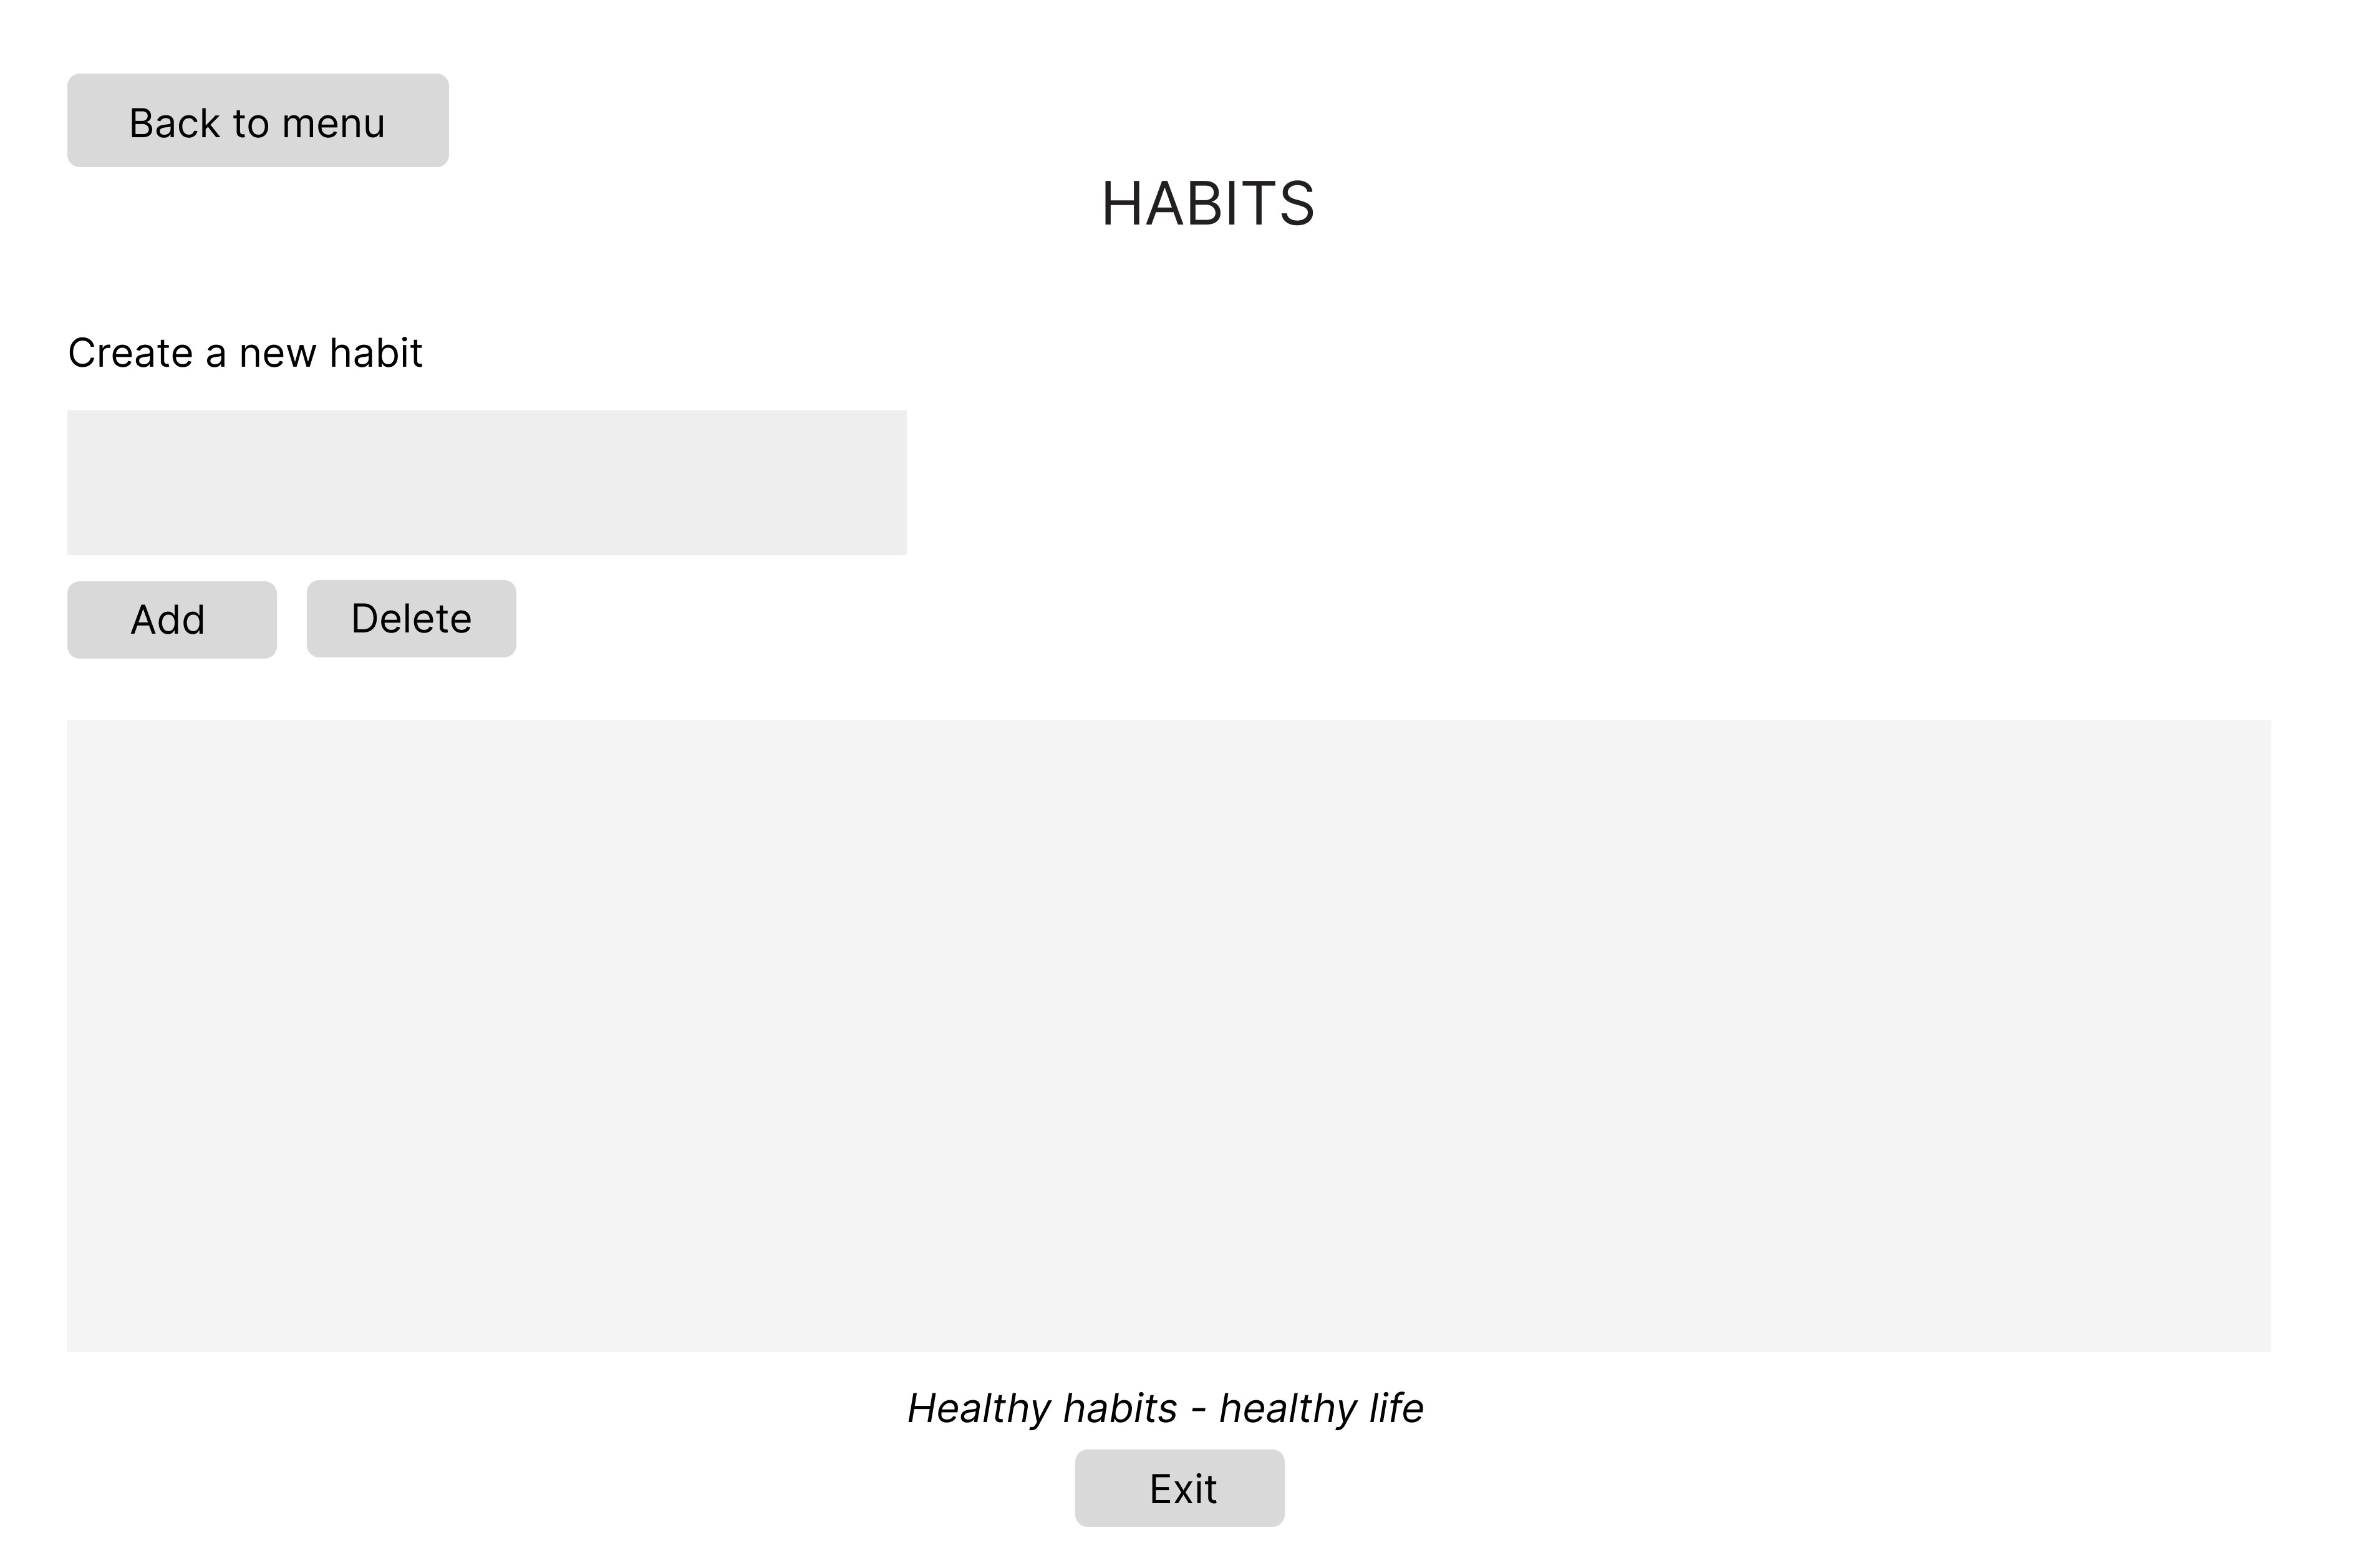 Back to menu
HABITS
Create a new habit
Add
Delete
Healthy habits - healthy life
Exit